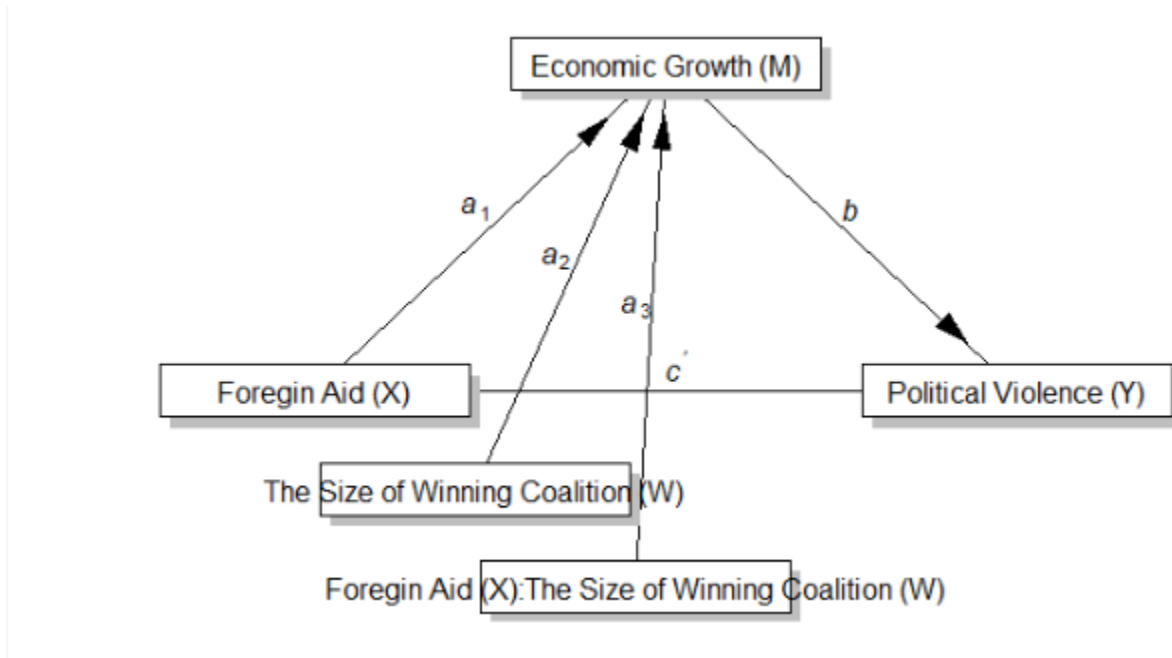 Economic Growth (M)
a1
b
a2
a3
c'
Foregin Aid (X)
Political Violence (Y)
The Size of Winning Coalition (W)
Foregin Aid (X):The Size of Winning Coalition (W)